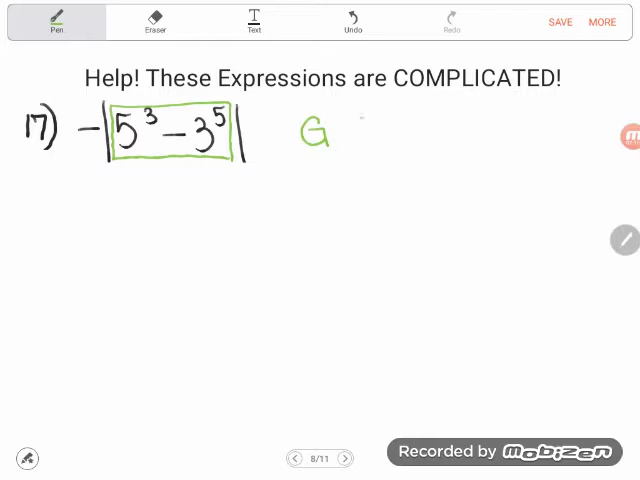 Pen Eraser Text Undo Redo SAVE MORE
Help! These Expressions are COMPLICATED!
17) -|5³ - 3⁵| G
8/11
Recorded by mobizen